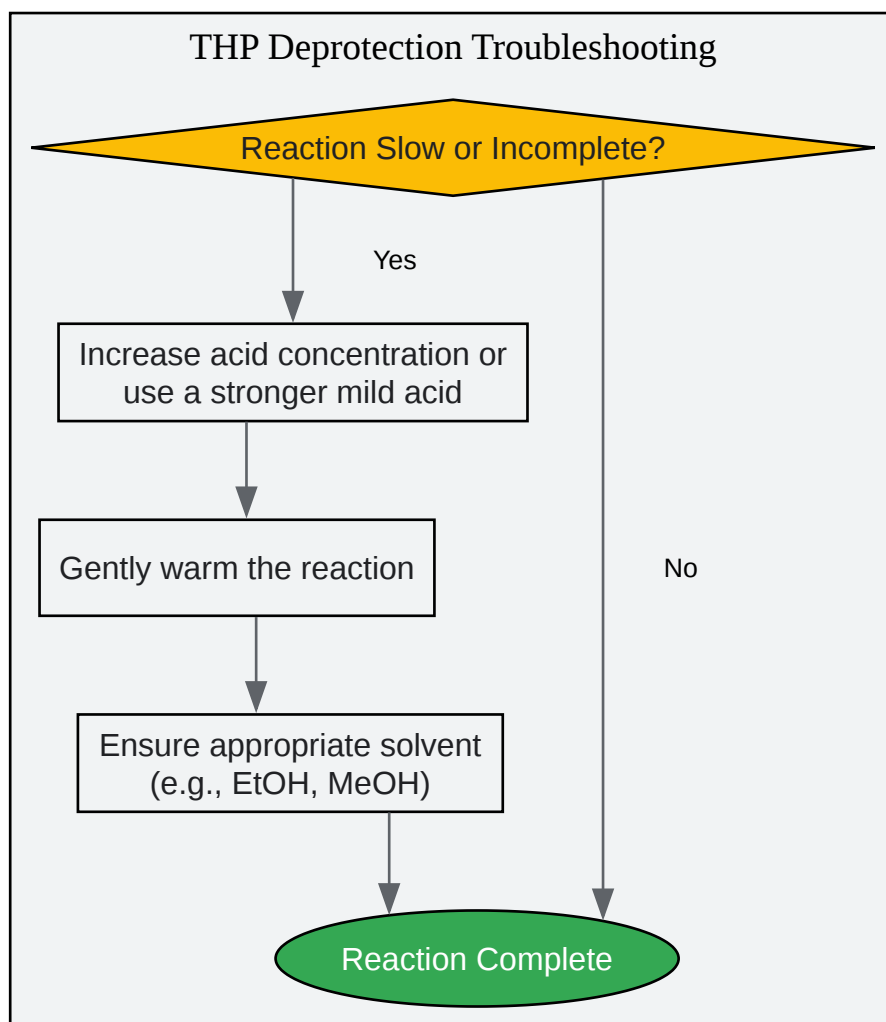 THP Deprotection Troubleshooting
Reaction Slow or Incomplete?
Yes
Increase acid concentration or
use a stronger mild acid
Gently warm the reaction
No
Ensure appropriate solvent
(e.g., EtOH, MeOH)
Reaction Complete